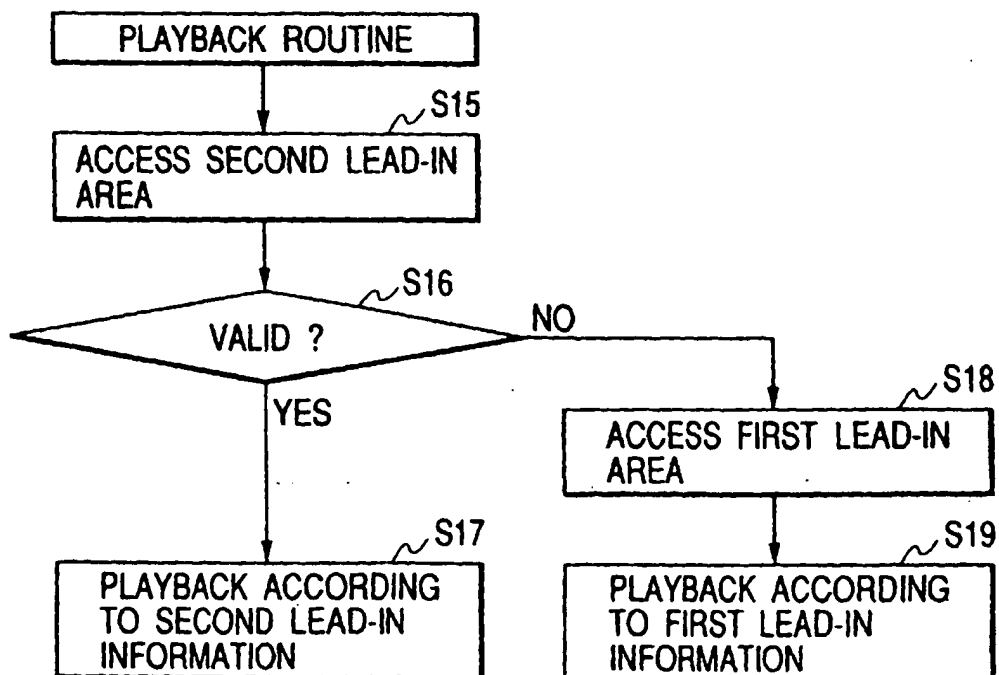 PLAYBACK ROUTINE
S15
ACCESS SECOND LEAD-IN
AREA
S16
VALID ?
NO
YES
S18
ACCESS FIRST LEAD-IN
AREA
S17
PLAYBACK ACCORDING
TO SECOND LEAD-IN
INFORMATION
S19
PLAYBACK ACCORDING
TO FIRST LEAD-IN
INFORMATION